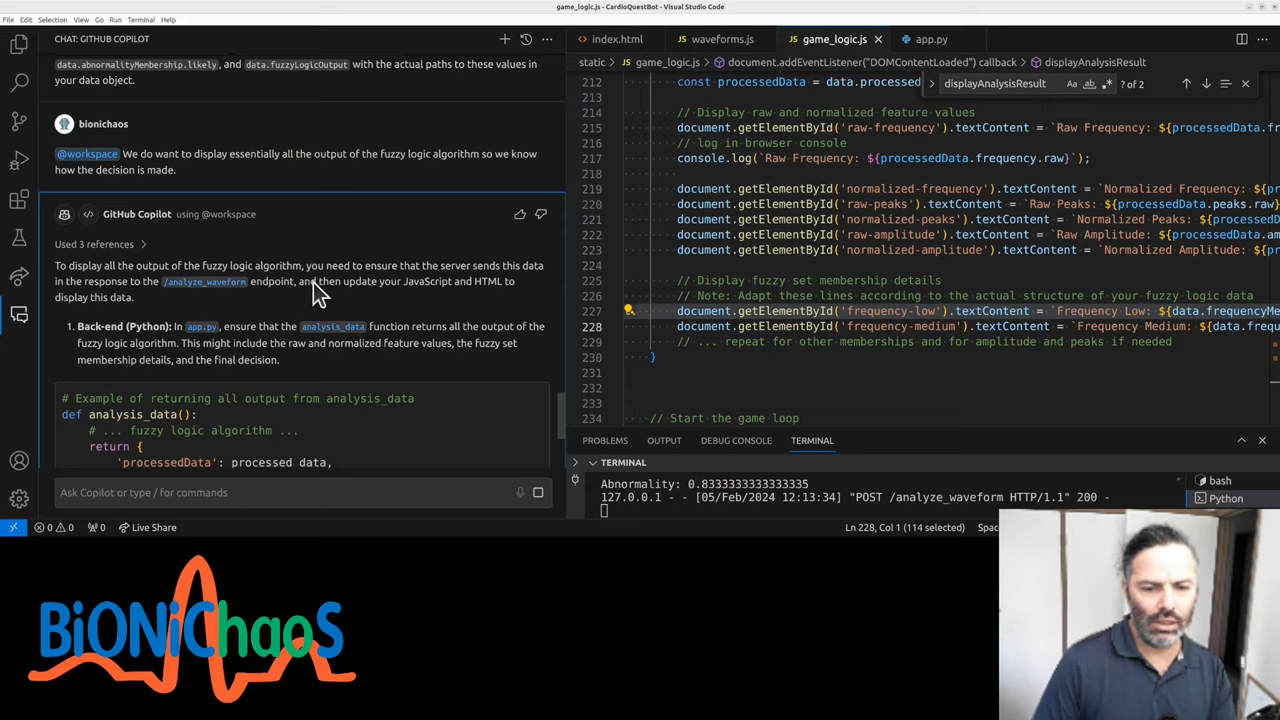 game_logic.js - CardioQuestBot - Visual Studio Code
File Edit Selection View Go Run Terminal Help
CHAT: GITHUB COPILOT
data.abnormalityMembership.likely, and data.fuzzyLogicOutput with the actual paths to these values in
your data object.
bionichaos
@workspace We do want to display essentially all the output of the fuzzy logic algorithm so we know
how the decision is made.
GitHub Copilot using @workspace
Used 3 references
To display all the output of the fuzzy logic algorithm, you need to ensure that the server sends this data
in the response to the /analyze_waveform endpoint, and then update your JavaScript and HTML to
display this data.
1. Back-end (Python): In app.py, ensure that the analysis_data function returns all the output of the
fuzzy logic algorithm. This might include the raw and normalized feature values, the fuzzy set
membership details, and the final decision.
# Example of returning all output from analysis_data
def analysis_data():
# ... fuzzy logic algorithm ...
return {
'processedData': processed_data,
Ask Copilot or type / for commands
index.html waveforms.js game_logic.js app.py
static > game_logic.js > document.addEventListener("DOMContentLoaded") callback > displayAnalysisResult
displayAnalysisResult Aa ab ? of 2
212 const processedData = data.processed
213
214 // Display raw and normalized feature values
215 document.getElementById('raw-frequency').textContent = `Raw Frequency: ${processedData.fr
216 // log in browser console
217 console.log(`Raw Frequency: ${processedData.frequency.raw}`);
218
219 document.getElementById('normalized-frequency').textContent = `Normalized Frequency: ${pr
220 document.getElementById('raw-peaks').textContent = `Raw Peaks: ${processedData.peaks.raw}
221 document.getElementById('normalized-peaks').textContent = `Normalized Peaks: ${processedD
222 document.getElementById('raw-amplitude').textContent = `Raw Amplitude: ${processedData.am
223 document.getElementById('normalized-amplitude').textContent = `Normalized Amplitude: ${pr
224
225 // Display fuzzy set membership details
226 // Note: Adapt these lines according to the actual structure of your fuzzy logic data
227 document.getElementById('frequency-low').textContent = `Frequency Low: ${data.frequencyMe
228 document.getElementById('frequency-medium').textContent = `Frequency Medium: ${data.frequ
229 // ... repeat for other memberships and for amplitude and peaks if needed
230 }
231
232
233
234 // Start the game loop
PROBLEMS OUTPUT DEBUG CONSOLE TERMINAL
TERMINAL
Abnormality: 0.8333333333333335
127.0.0.1 - - [05/Feb/2024 12:13:34] "POST /analyze_waveform HTTP/1.1" 200 -
bash
Python
0 0 0 Live Share Ln 228, Col 1 (114 selected) Spac
BiONiChaoS